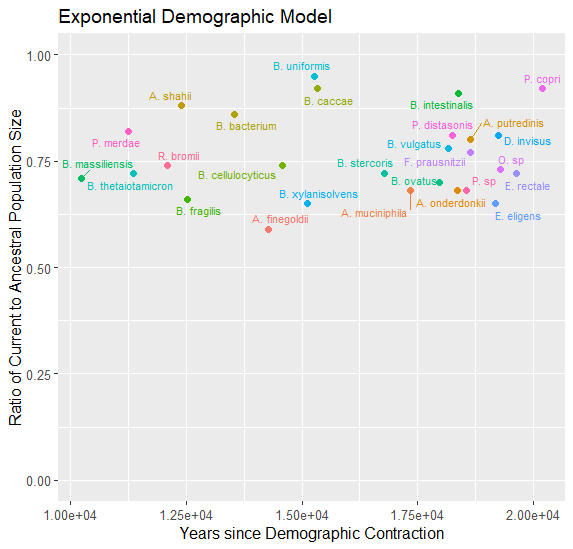 Exponential Demographic Model
Ratio of Current to Ancestral Population Size
1.00
0.75
0.50
0.25
0.00
B. uniformis
P. copri
A. shahii
B. caccae
B. intestinalis
B. bacterium
P. distasonis
A. putredinis
P. merdae
B. vulgatus
D. invisus
R. bromii
B. massiliensis
B. stercoris
F. prausnitzii
O. sp
B. cellulocyticus
B. thetaiotamicron
B. ovatus
P. sp
E. rectale
B. xylanisolvens
B. fragilis
A. muciniphila
A. onderdonkii
A. finegoldii
E. eligens
1.00e+04
1.25e+04
1.50e+04
1.75e+04
2.00e+04
Years since Demographic Contraction